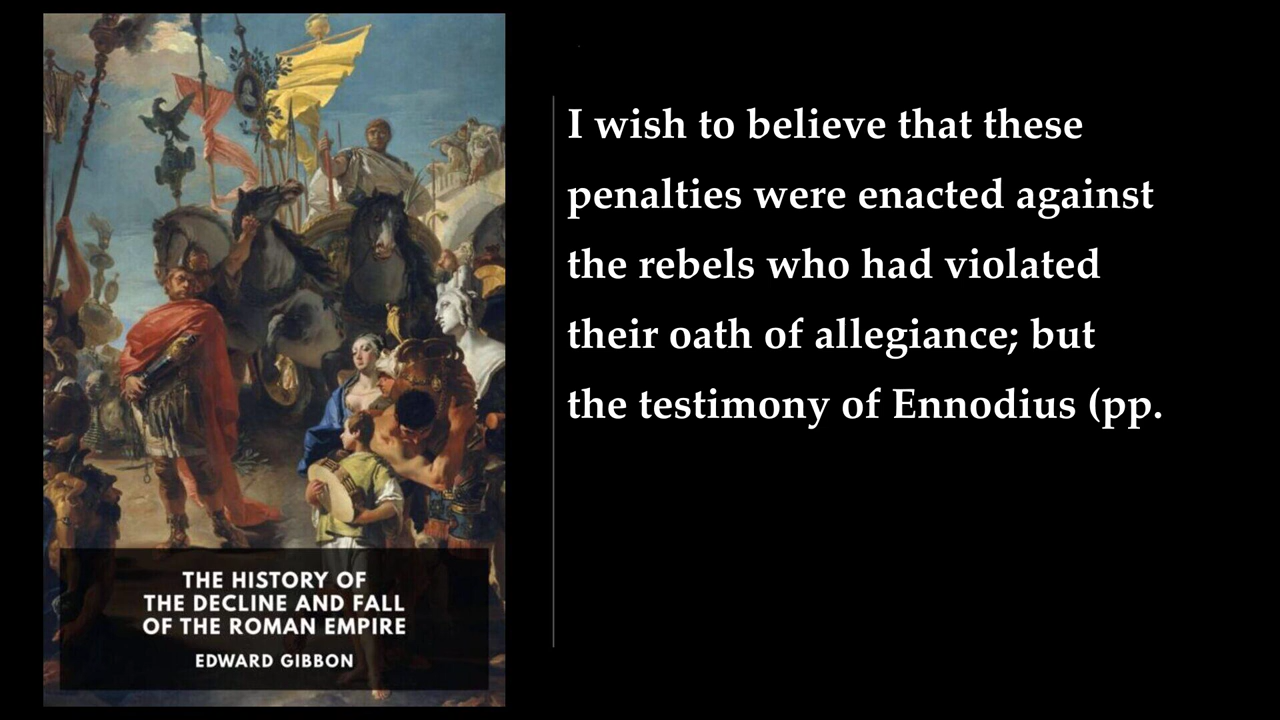 THE HISTORY OF
THE DECLINE AND FALL
OF THE ROMAN EMPIRE
EDWARD GIBBON
I wish to believe that these
penalties were enacted against
the rebels who had violated
their oath of allegiance; but
the testimony of Ennodius (pp.